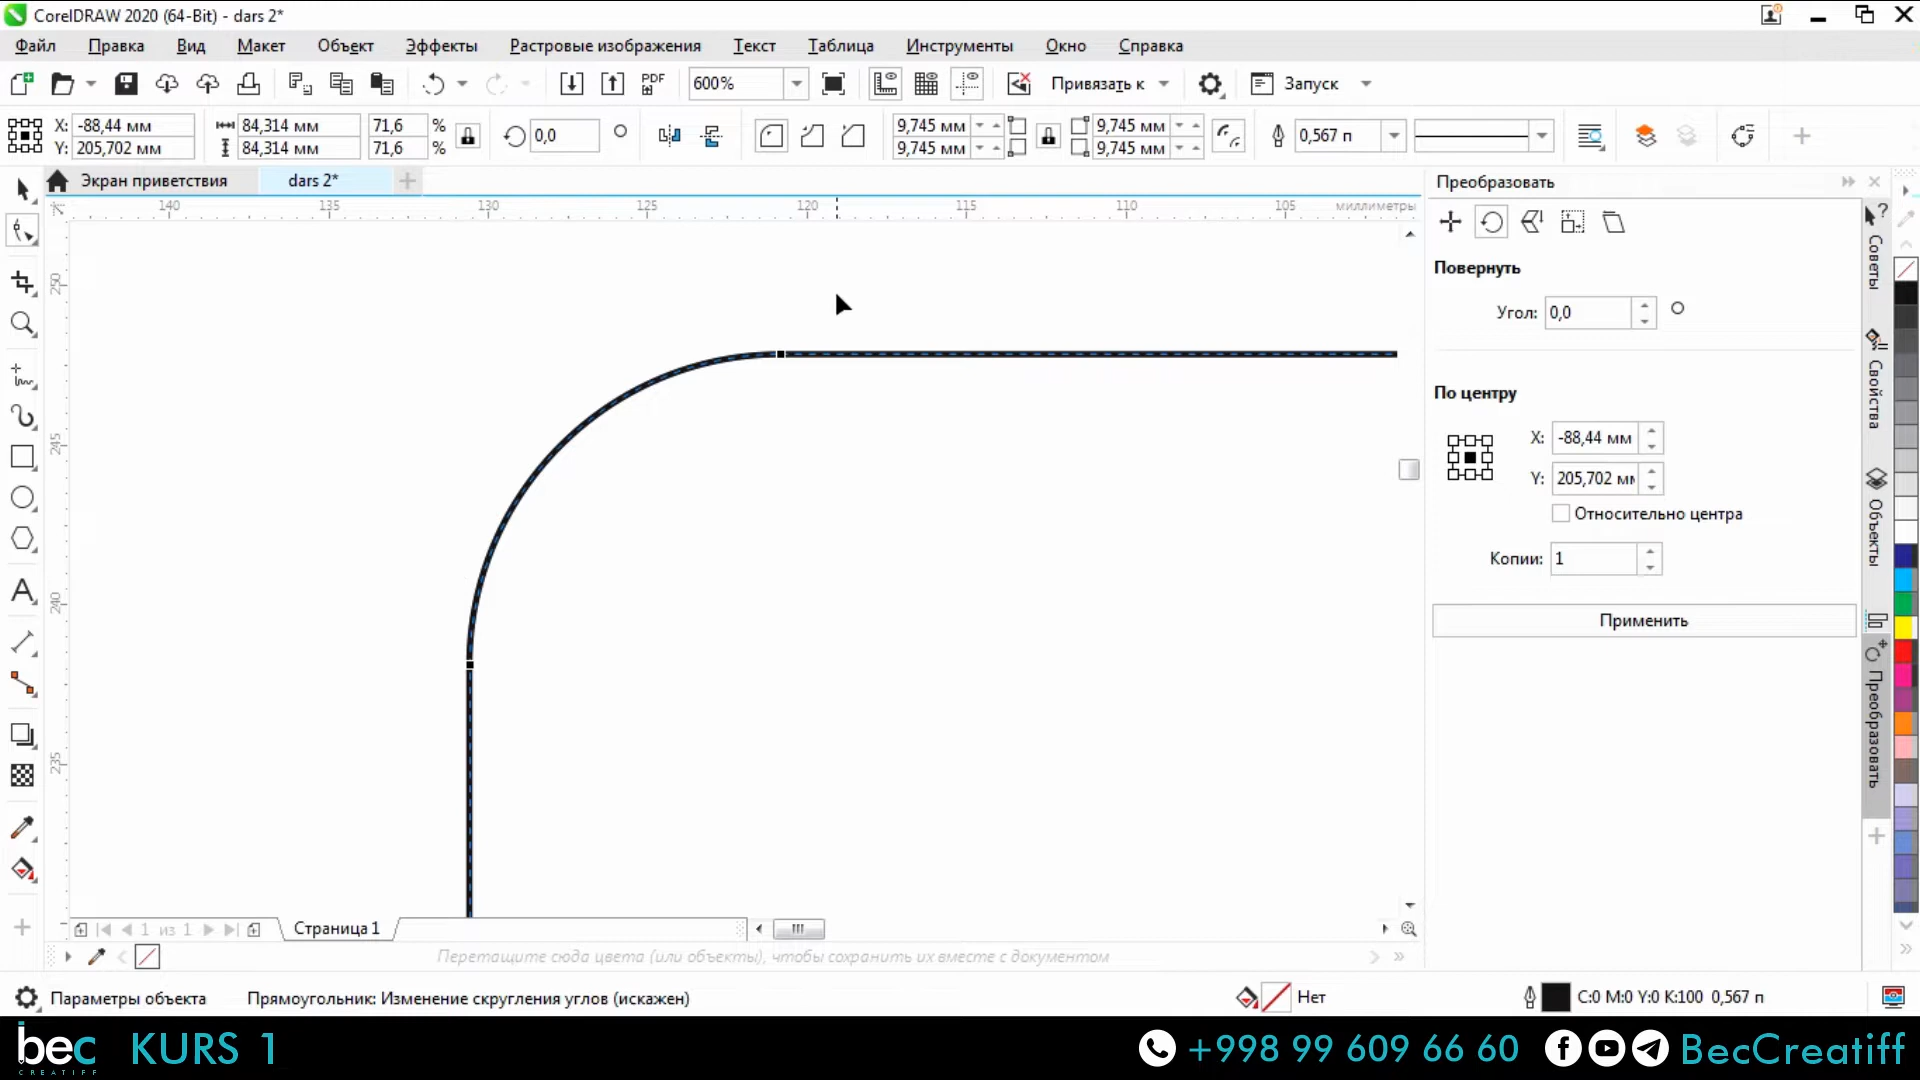 CorelDRAW 2020 (64-Bit) - dars 2*
Файл Правка Вид Макет Объект Эффекты Растровые изображения Текст Таблица Инструменты Окно Справка
PDF 600% Привязать к Запуск
X: -88,44 мм 84,314 мм 71,6 % 0,0 9,745 мм 9,745 мм 0,567 п
Y: 205,702 мм 84,314 мм 71,6 % 9,745 мм 9,745 мм
Экран приветствия dars 2*
140 135 130 125 120 115 110 105 миллиметры
250
245
240
235
Преобразовать
Повернуть
Угол: 0,0
По центру
X: -88,44 мм
Y: 205,702 мм
Относительно центра
Копии: 1
Применить
Советы
Свойства
Объекты
Преобразовать
1 из 1 Страница 1
Перетащите сюда цвета (или объекты), чтобы сохранить их вместе с документом
Параметры объекта Прямоугольник: Изменение скругления углов (искажен) Нет C:0 M:0 Y:0 K:100 0,567 п
bec KURS 1 +998 99 609 66 60 BecCreatiff
CREATIFF